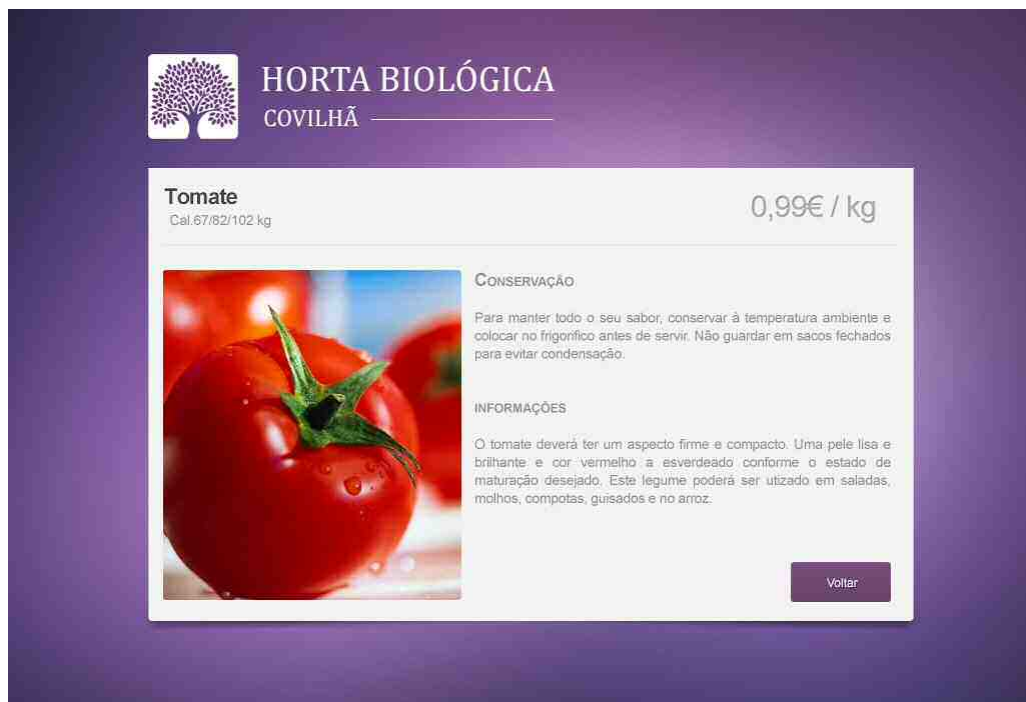 HORTA BIOLÓGICA
COVILHÃ
Tomate
Cal.67/82/102 kg
0,99€ / kg
CONSERVAÇÃO
Para manter todo o seu sabor, conservar à temperatura ambiente e
colocar no frigorifico antes de servir. Não guardar em sacos fechados
para evitar condensação.
INFORMAÇÕES
O tomate deverá ter um aspecto firme e compacto. Uma pele lisa e
brilhante e cor vermelho a esverdeado conforme o estado de
maturação desejado. Este legume poderá ser utizado em saladas,
molhos, compotas, guisados e no arroz.
Voltar